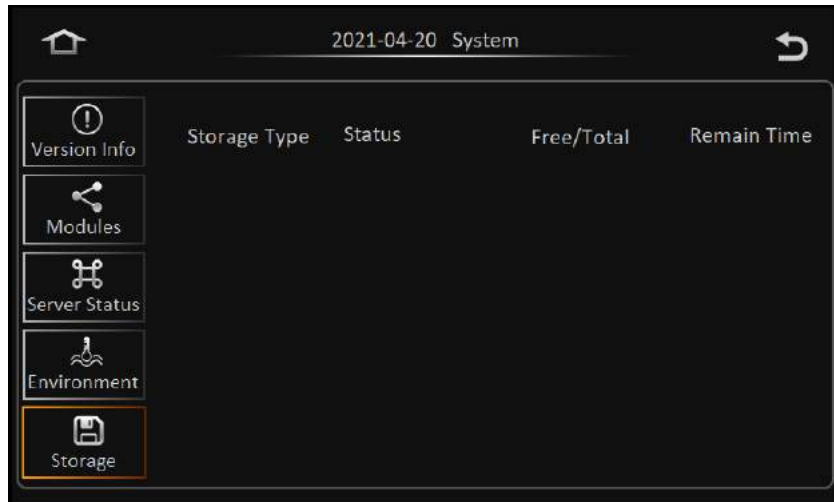 2021-04-20 System
Version Info
Storage Type Status Free/Total Remain Time
Modules
Server Status
Environment
Storage